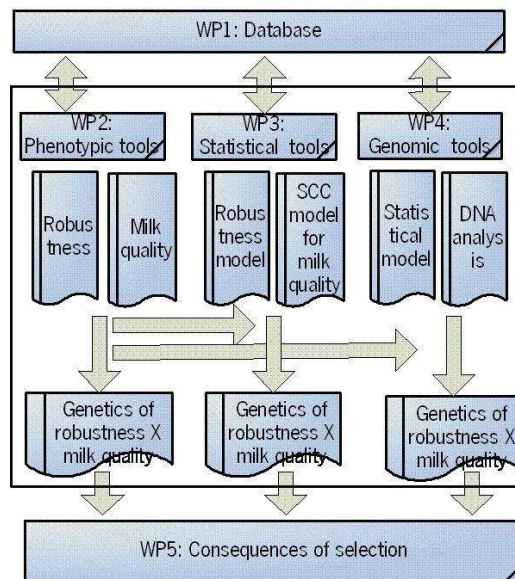 WP1: Database
WP2:
Phenotypic tools
WP3:
Statistical tools
WP4:
Genomic tools
Robus
tness
Milk
quality
Robus
tness
model
SCC
model
for
milk
quality
Statis
tical
model
DNA
analys
is
Genetics of
robustness X
milk quality
Genetics of
robustness X
milk quality
Genetics of
robustness X
milk quality
WP5: Consequences of selection